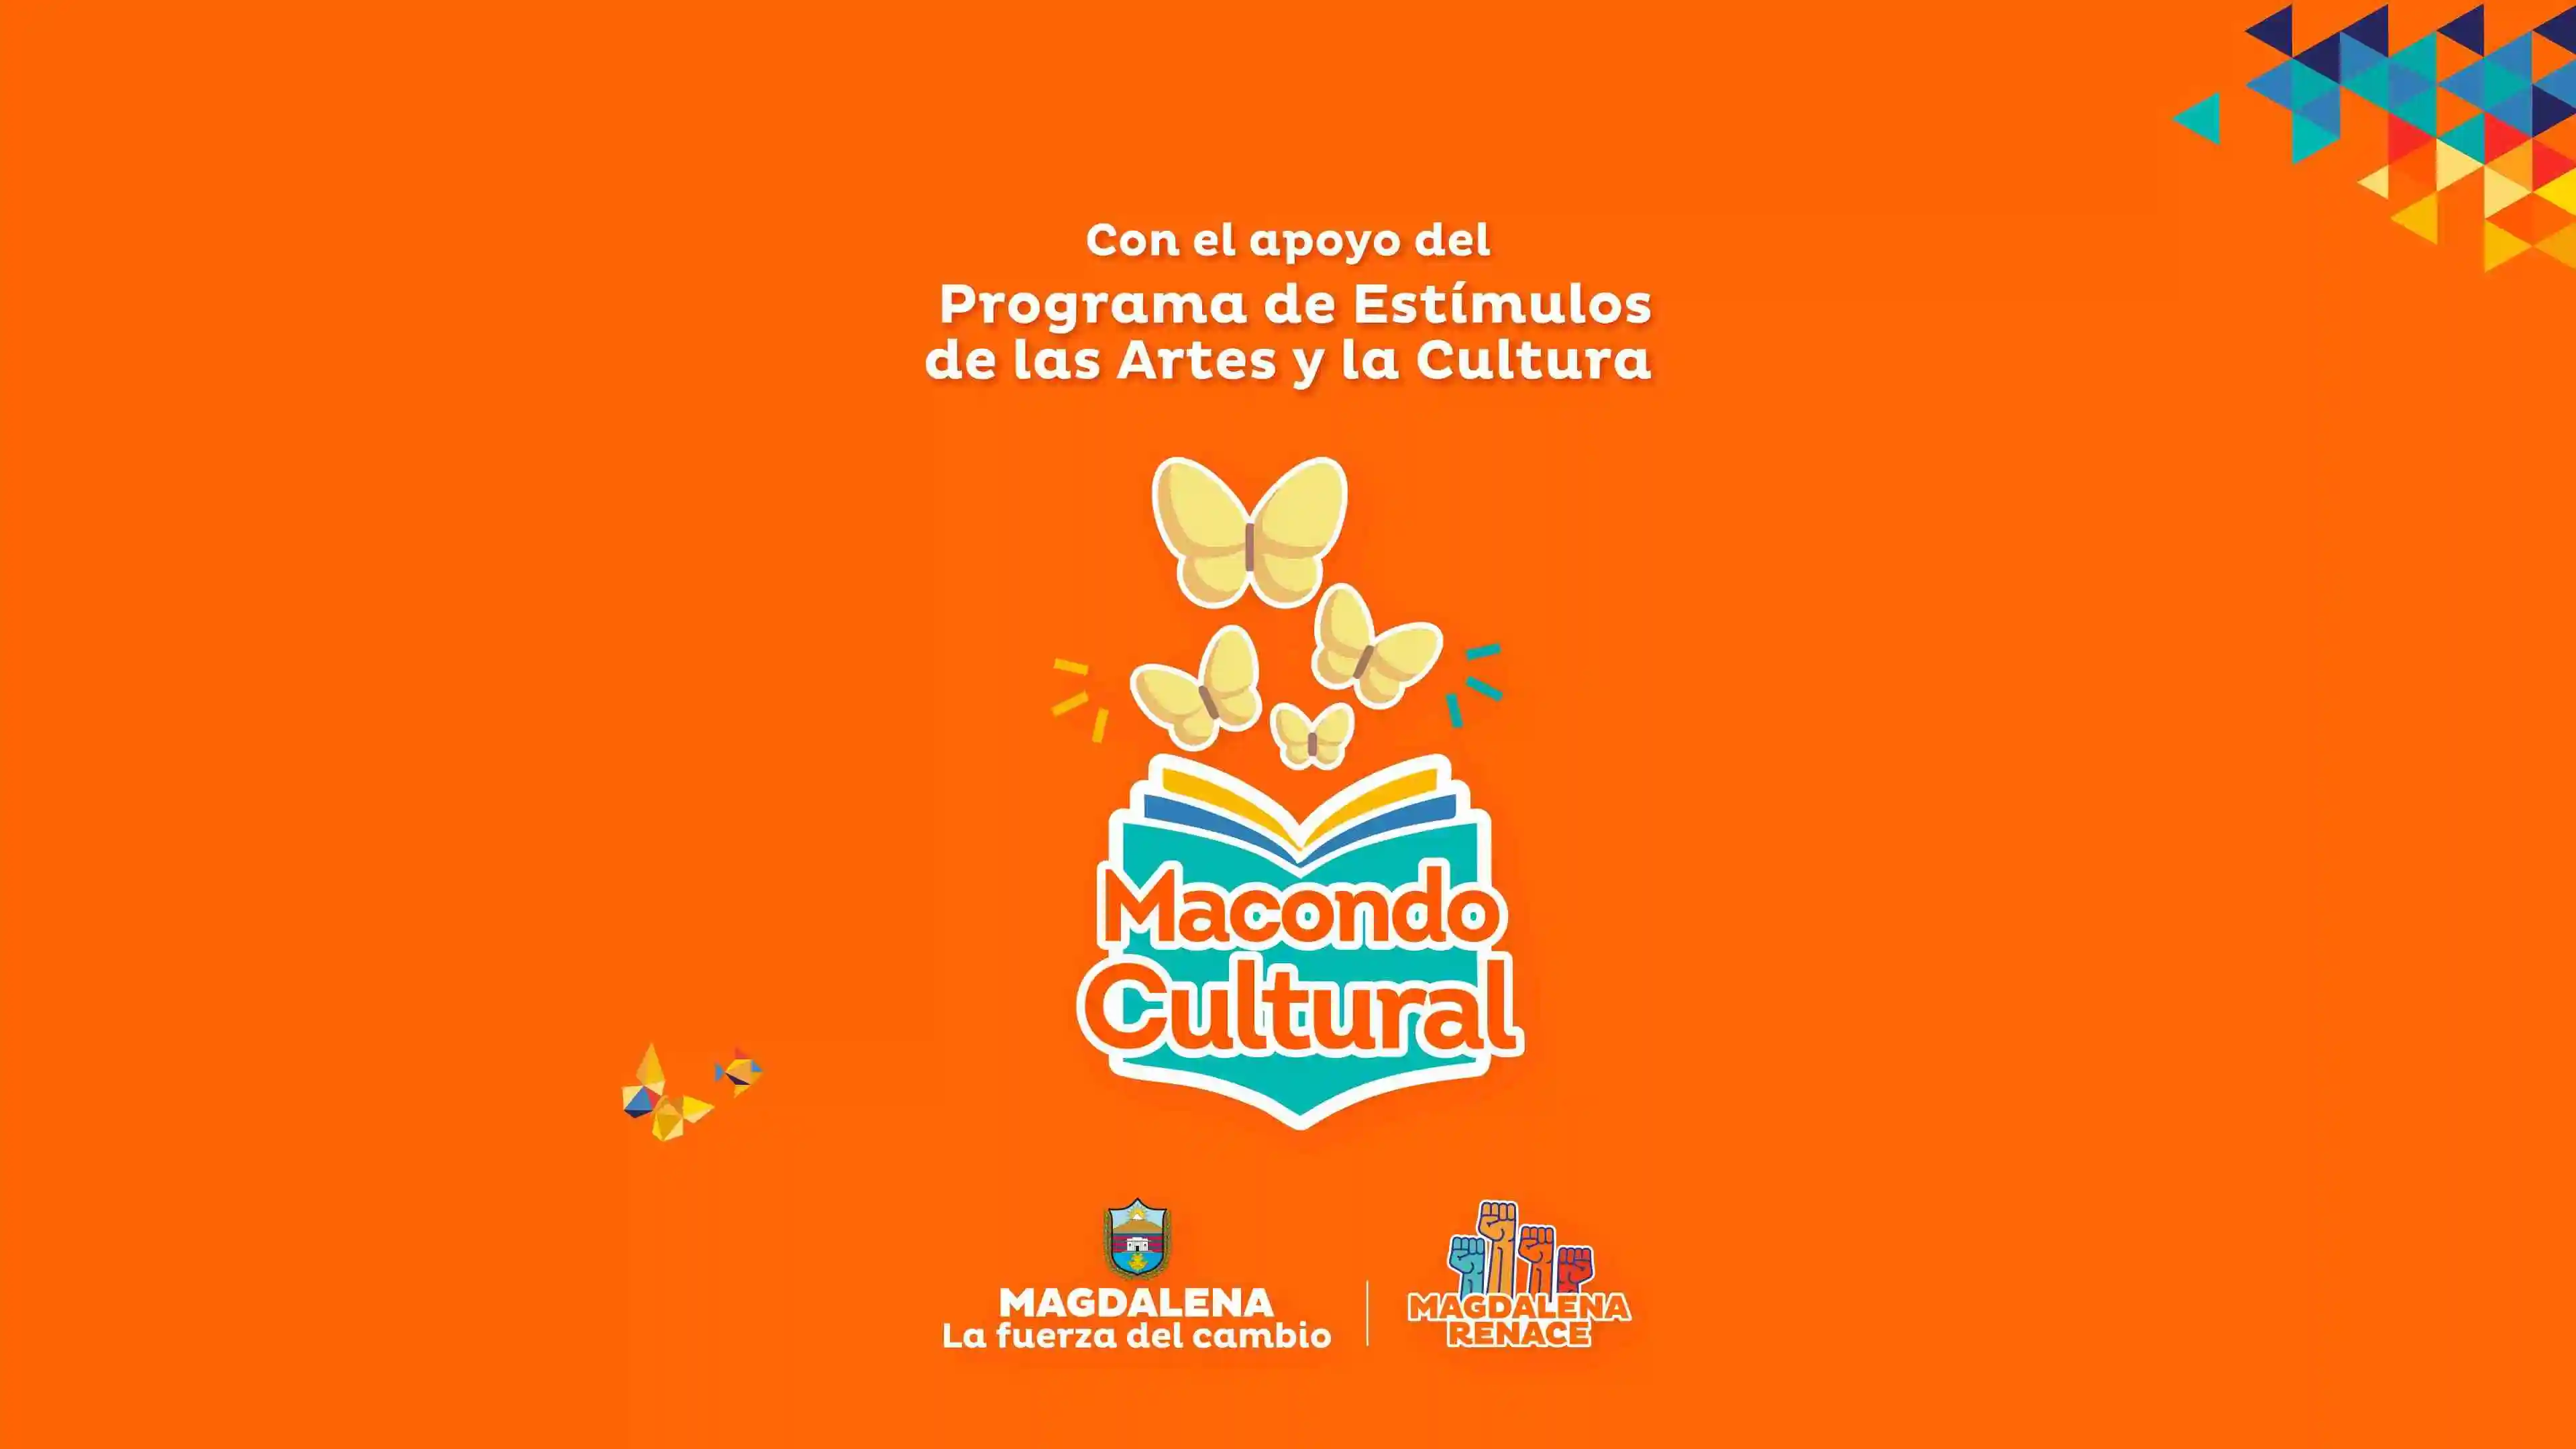 Con el apoyo del
Programa de Estímulos
de las Artes y la Cultura
Macondo
Cultural
MAGDALENA
La fuerza del cambio
MAGDALENA
RENACE